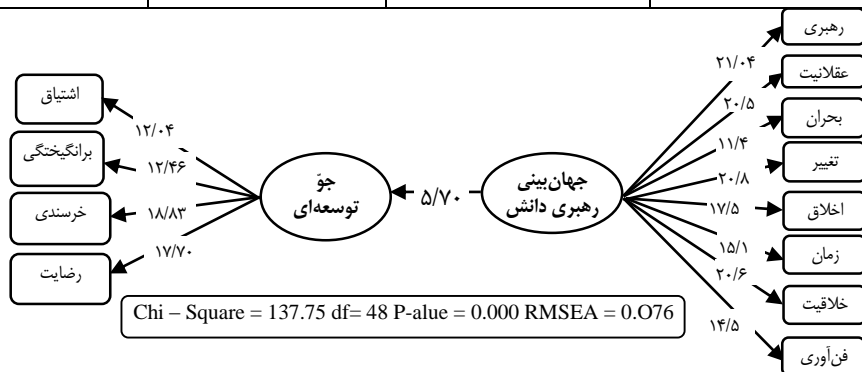 رهبری
۲۱/۰۴
عقلانیت
۲۰/۵
بحران
۱۱/۴
تغییر
۲۰/۸
اخلاق
۱۷/۵
زمان
۱۵/۱
خلاقیت
۲۰/۶
فن‌آوری
۱۴/۵
جهان‌بینی
رهبری دانش
۵/۷۰
جوّ
توسعه‌ای
اشتیاق
۱۲/۰۴
برانگیختگی
۱۲/۴۶
خرسندی
۱۸/۸۳
رضایت
۱۷/۷۰
Chi – Square = 137.75 df= 48 P-alue = 0.000 RMSEA = 0.O76